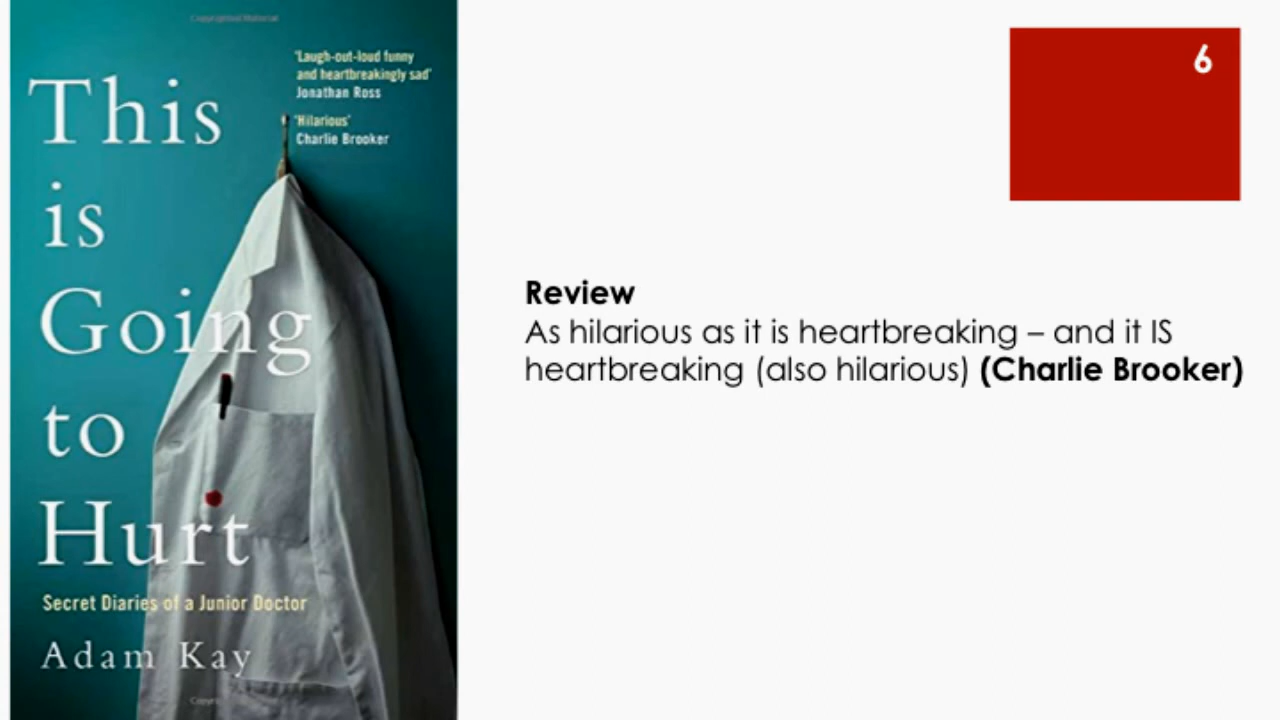 Copyrighted Material
'Laugh-out-loud funny
and heartbreakingly sad'
Jonathan Ross
'Hilarious'
Charlie Brooker
This
is
Going
to
Hurt
Secret Diaries of a Junior Doctor
Adam Kay
6
Review
As hilarious as it is heartbreaking – and it IS
heartbreaking (also hilarious) (Charlie Brooker)